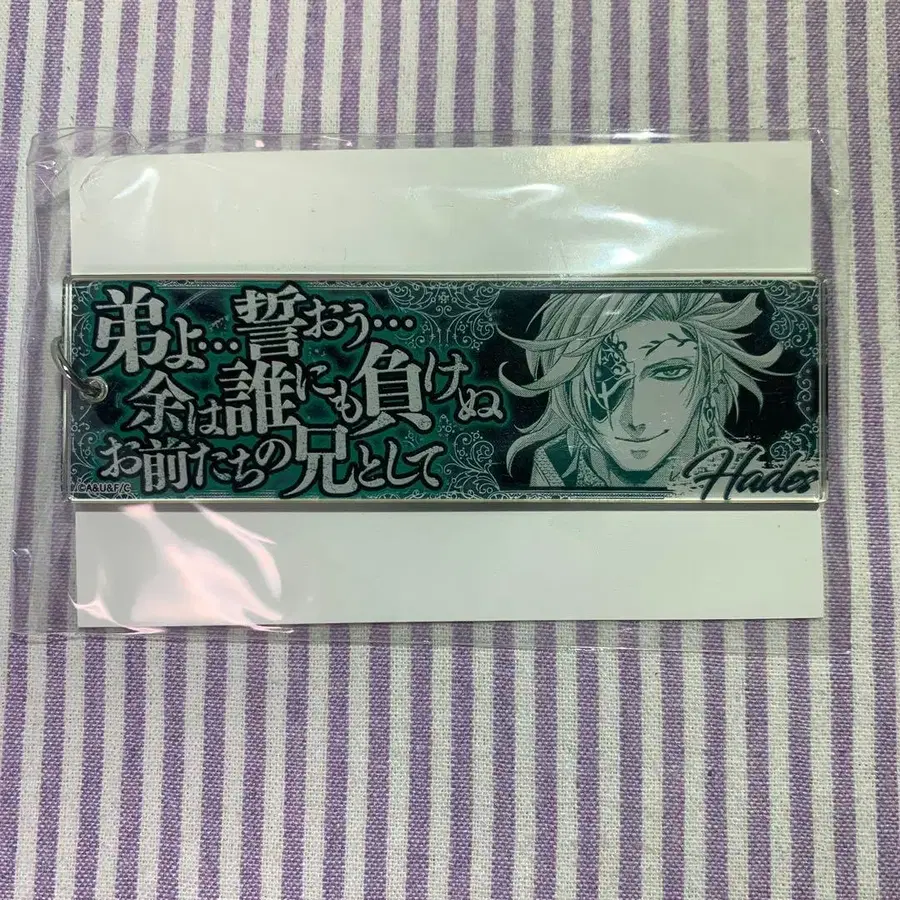 弟よ…誓おう…
余は誰にも負けぬ
お前たちの兄として
©A&U&F/C
Hades